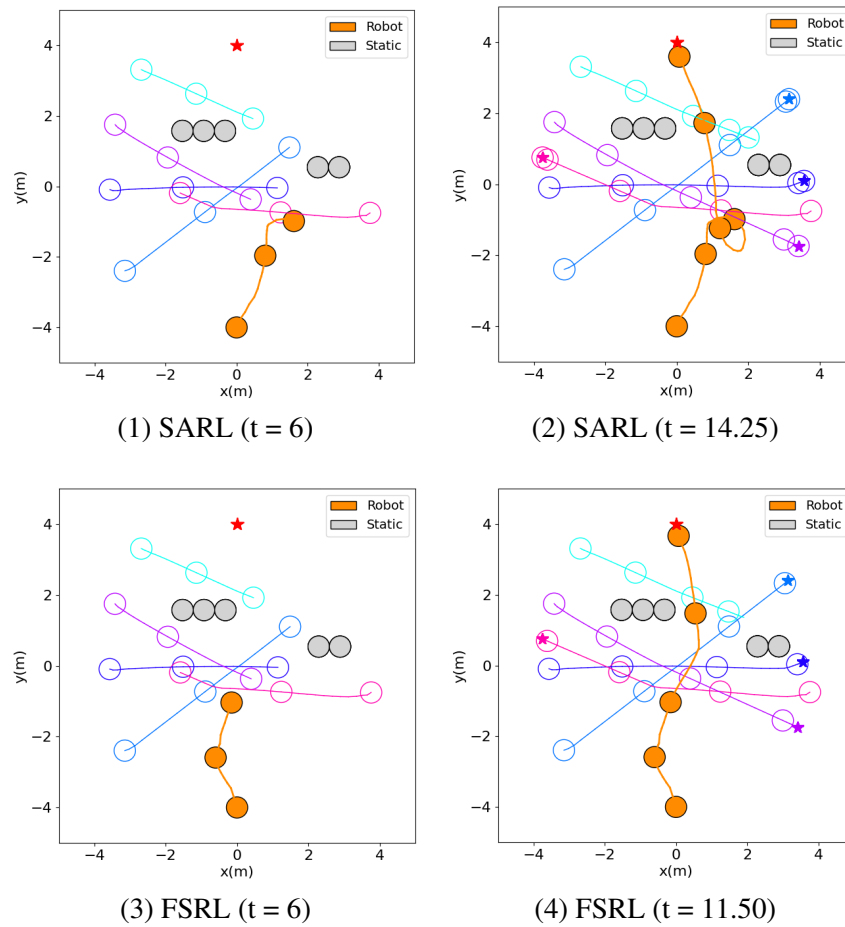 Robot
Static
4
2
0
−2
−4
y(m)
−4 −2 0 2 4
x(m)
(1) SARL (t = 6)
Robot
Static
4
2
0
−2
−4
y(m)
−4 −2 0 2 4
x(m)
(2) SARL (t = 14.25)
Robot
Static
4
2
0
−2
−4
y(m)
−4 −2 0 2 4
x(m)
(3) FSRL (t = 6)
Robot
Static
4
2
0
−2
−4
y(m)
−4 −2 0 2 4
x(m)
(4) FSRL (t = 11.50)